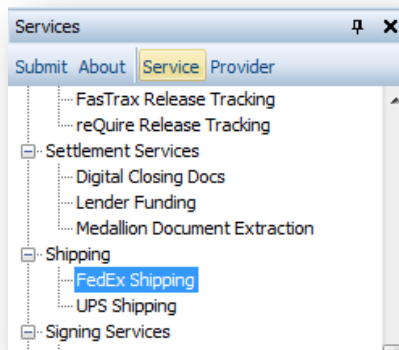 Services
Submit About Service Provider
FasTrax Release Tracking
reQuire Release Tracking
Settlement Services
Digital Closing Docs
Lender Funding
Medallion Document Extraction
Shipping
FedEx Shipping
UPS Shipping
Signing Services